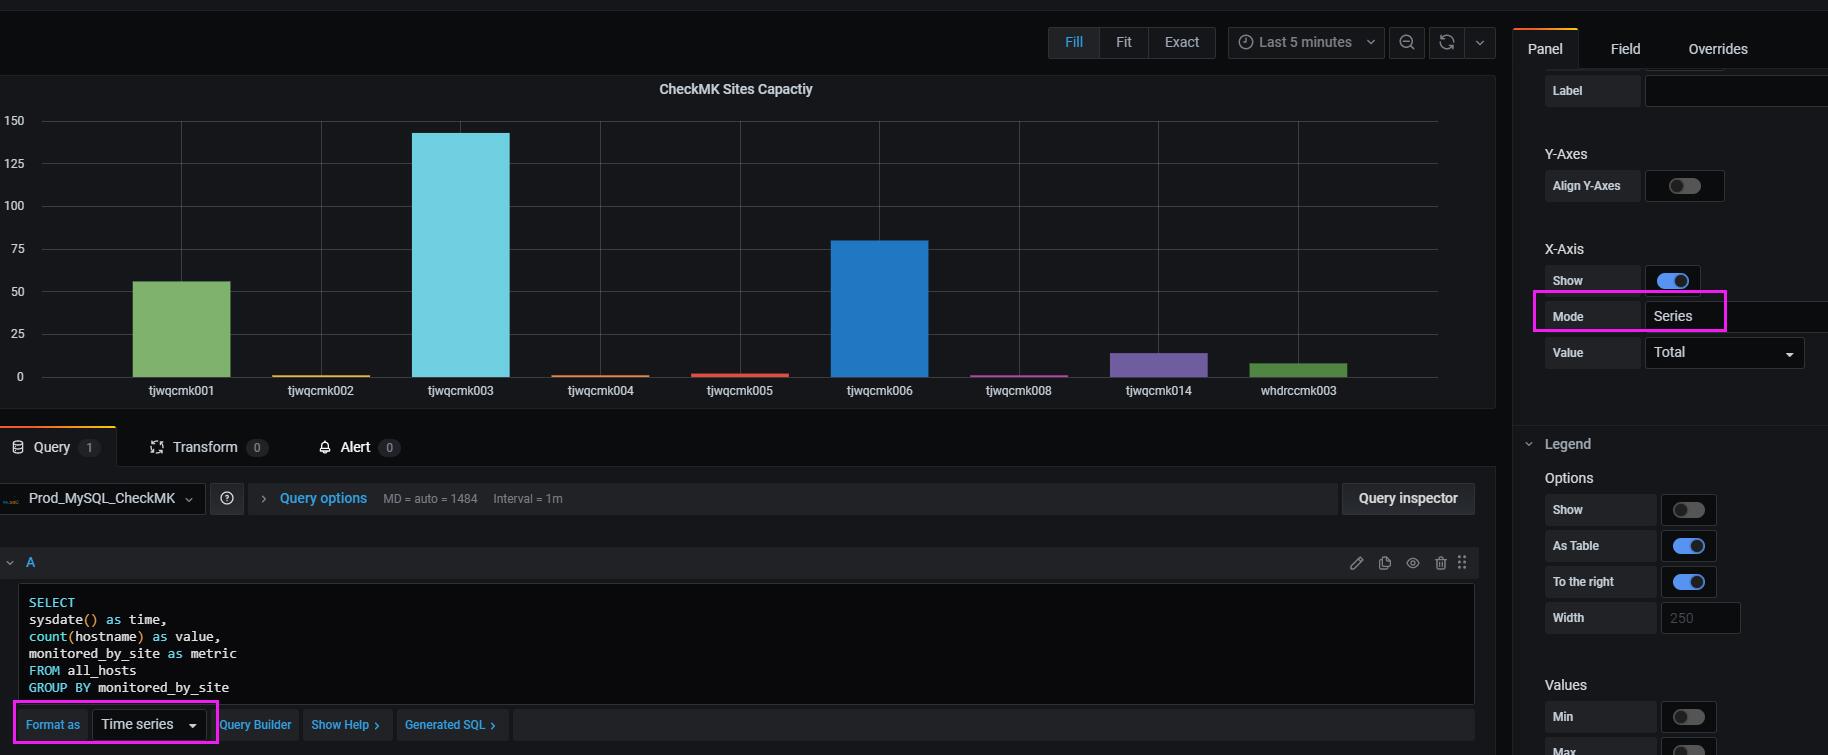 Fill Fit Exact Last 5 minutes
Panel Field Overrides
CheckMK Sites Capactiy
150
125
100
75
50
25
0
tjwqcmk001 tjwqcmk002 tjwqcmk003 tjwqcmk004 tjwqcmk005 tjwqcmk006 tjwqcmk008 tjwqcmk014 whdrccmk003
Query 1 Transform 0 Alert 0
Prod_MySQL_CheckMK Query options MD = auto = 1484 Interval = 1m Query inspector
A
SELECT
sysdate() as time,
count(hostname) as value,
monitored_by_site as metric
FROM all_hosts
GROUP BY monitored_by_site
Format as Time series Query Builder Show Help > Generated SQL >
Label
Y-Axes
Align Y-Axes
X-Axis
Show
Mode Series
Value Total
Legend
Options
Show
As Table
To the right
Width 250
Values
Min
Max